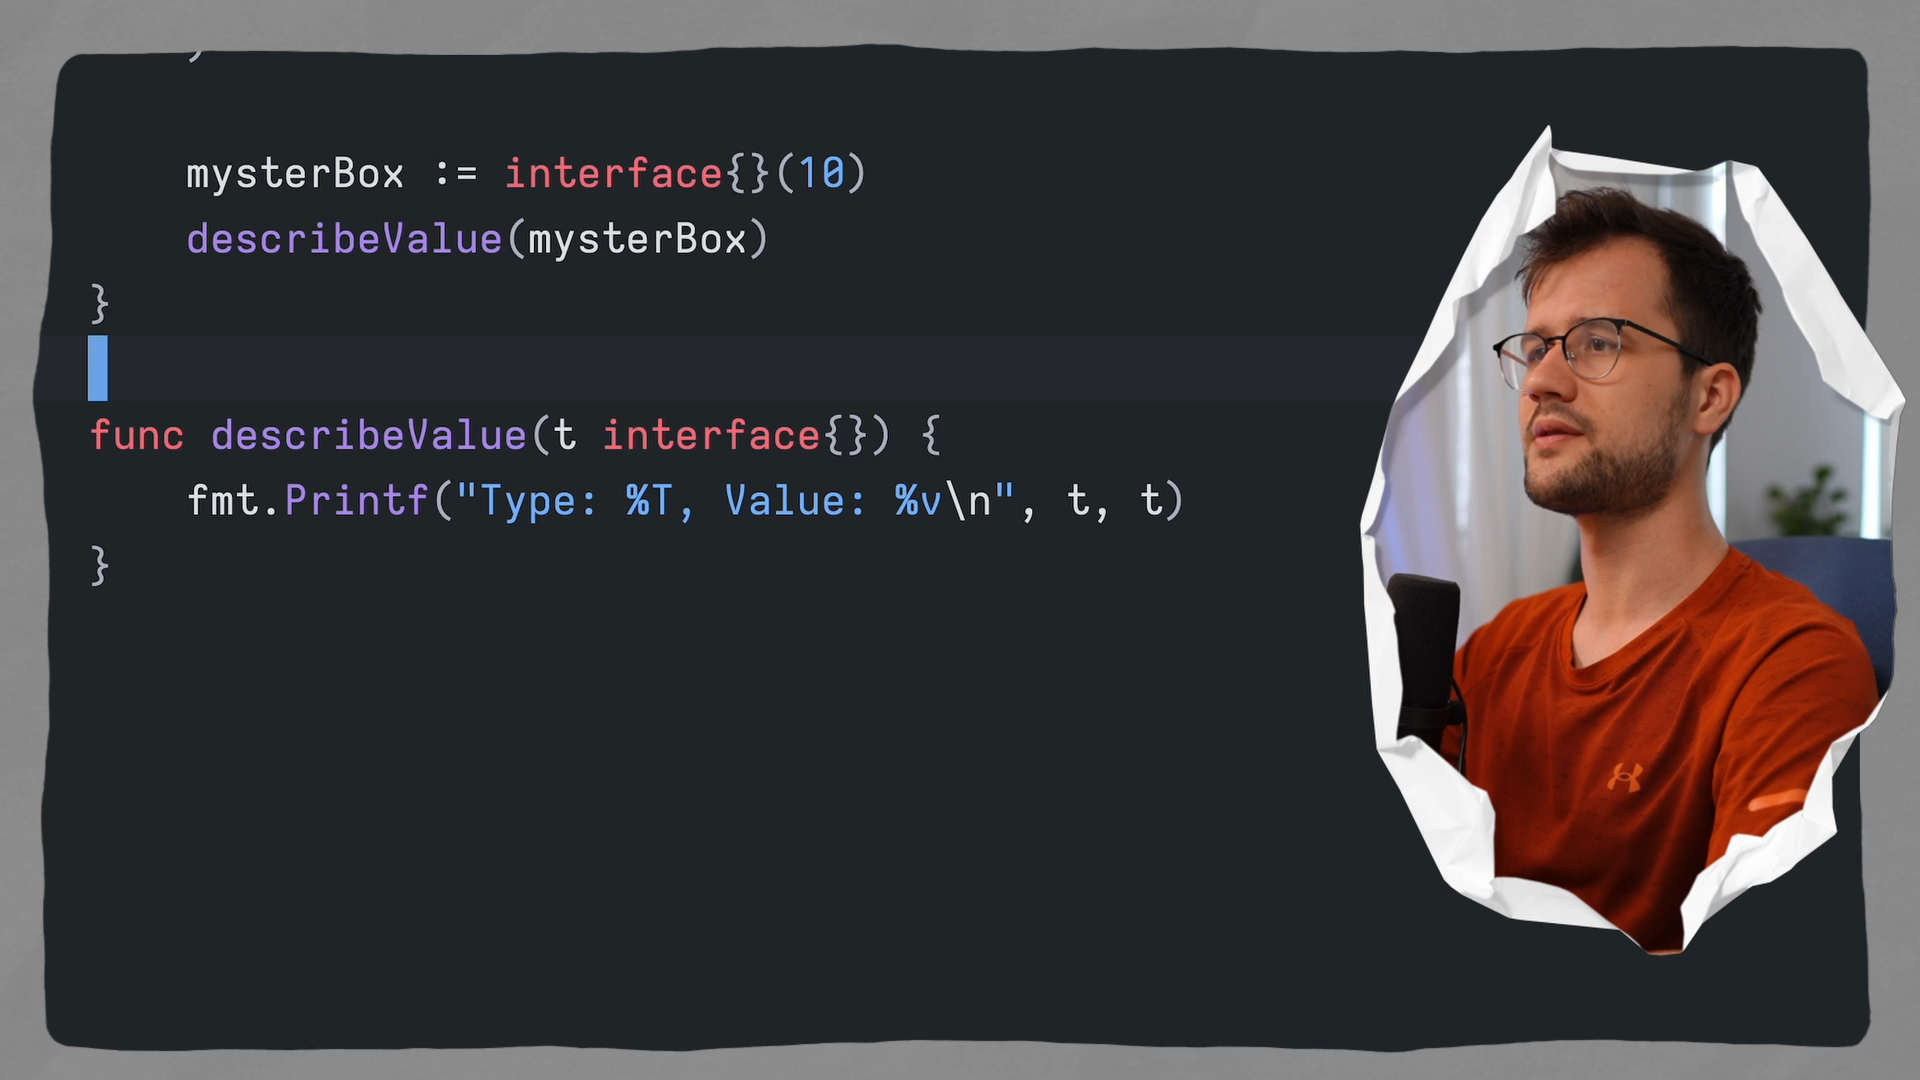 mysterBox := interface{}(10)
describeValue(mysterBox)
}
func describeValue(t interface{}) {
fmt.Printf("Type: %T, Value: %v\n", t, t)
}